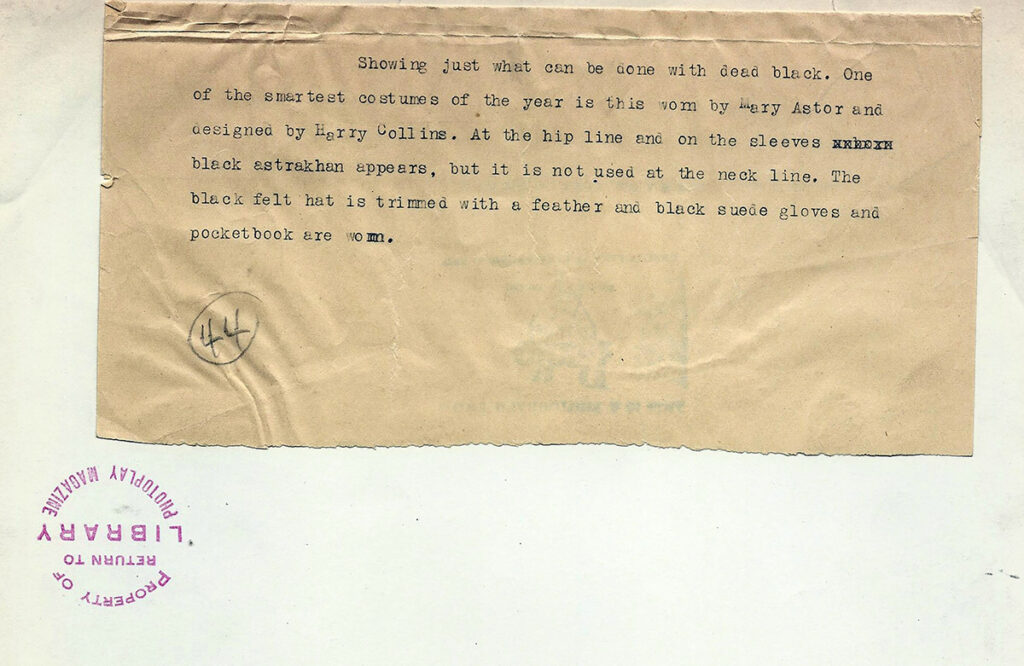 Showing just what can be done with dead black. One
of the smartest costumes of the year is this worn by Mary Astor and
designed by Harry Collins. At the hip line and on the sleeves
black astrakhan appears, but it is not used at the neck line. The
black felt hat is trimmed with a feather and black suede gloves and
pocketbook are worn.
44
PROPERTY OF
RETURN TO
LIBRARY
PHOTOPLAY MAGAZINE